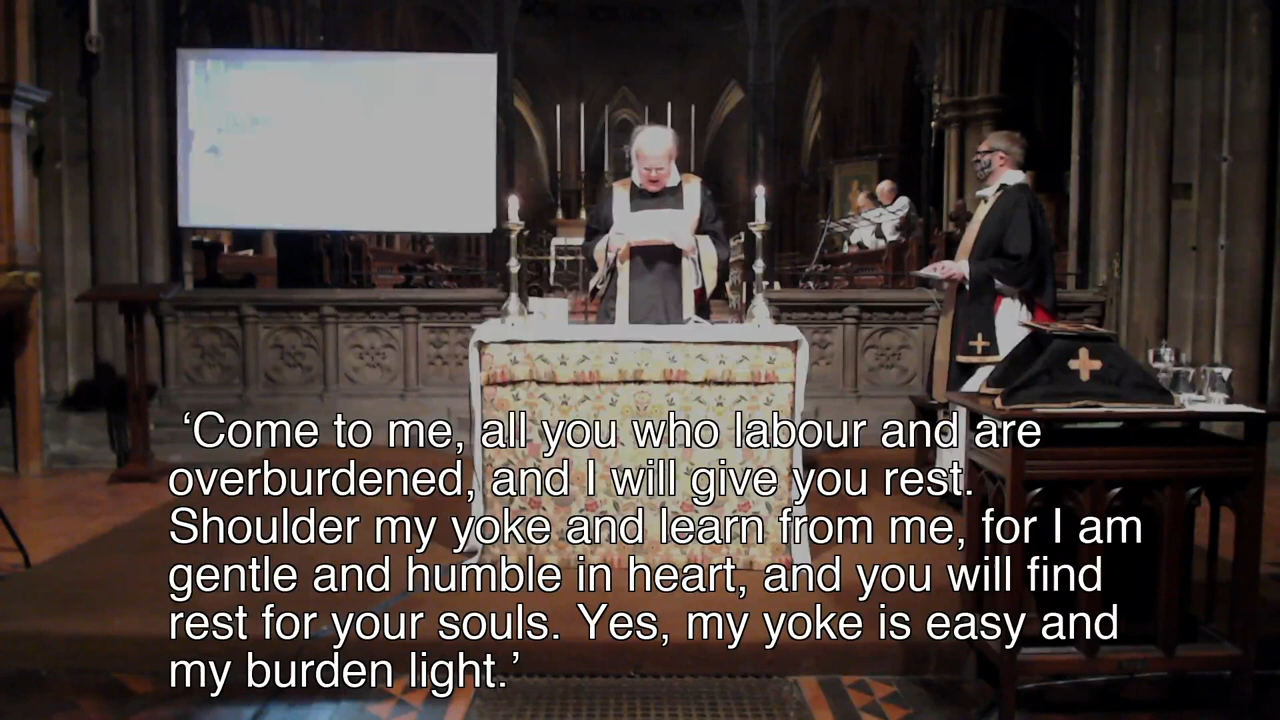 ‘Come to me, all you who labour and are
overburdened, and I will give you rest.
Shoulder my yoke and learn from me, for I am
gentle and humble in heart, and you will find
rest for your souls. Yes, my yoke is easy and
my burden light.’